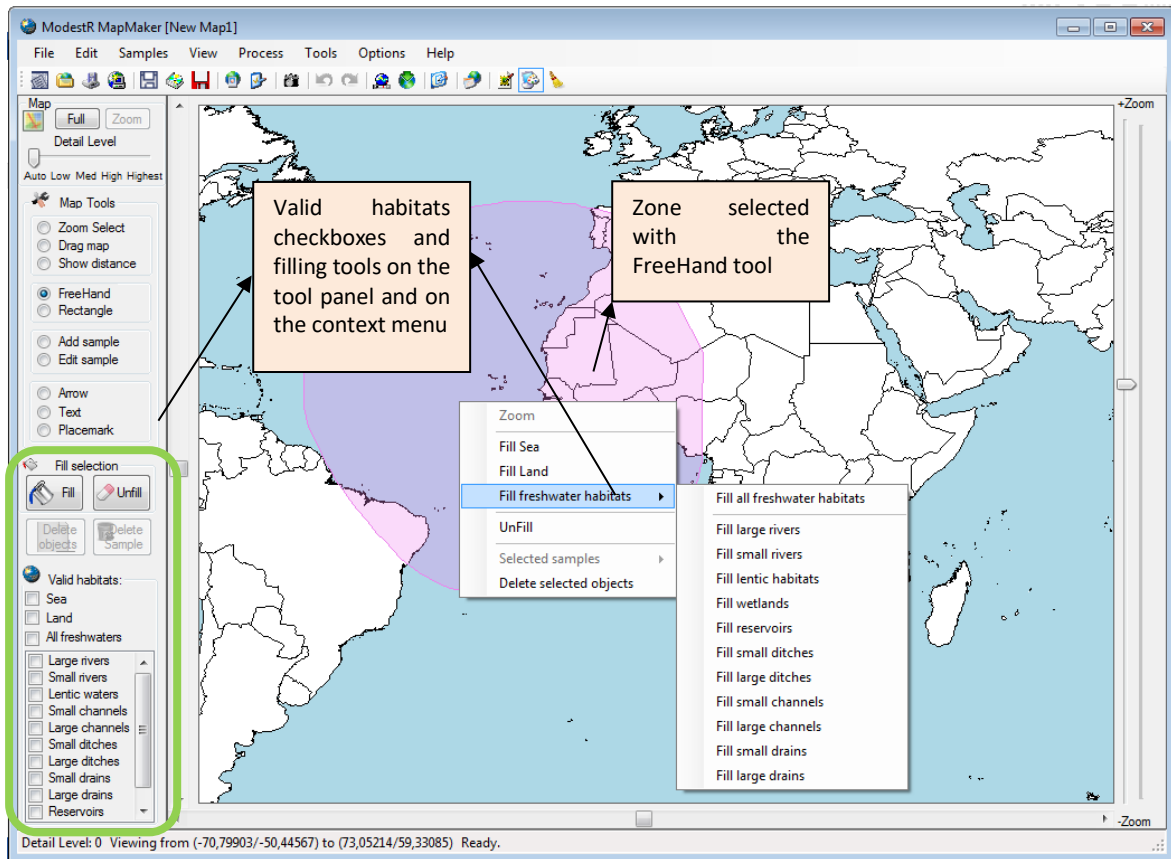 ModestR MapMaker [New Map1]
File Edit Samples View Process Tools Options Help
Map
Full Zoom
Detail Level
Auto Low Med High Highest
Map Tools
Zoom Select
Drag map
Show distance
FreeHand
Rectangle
Add sample
Edit sample
Arrow
Text
Placemark
Fill selection
Fill Unfill
Delete objects
Delete Sample
Valid habitats:
Sea
Land
All freshwaters
Large rivers
Small rivers
Lentic waters
Small channels
Large channels
Small ditches
Large ditches
Small drains
Large drains
Reservoirs
Valid habitats
checkboxes and
filling tools on the
tool panel and on
the context menu
Zone selected
with the
FreeHand tool
Zoom
Fill Sea
Fill Land
Fill freshwater habitats
UnFill
Selected samples
Delete selected objects
Fill all freshwater habitats
Fill large rivers
Fill small rivers
Fill lentic habitats
Fill wetlands
Fill reservoirs
Fill small ditches
Fill large ditches
Fill small channels
Fill large channels
Fill small drains
Fill large drains
+Zoom
-Zoom
Detail Level: 0 Viewing from (-70,79903/-50,44567) to (73,05214/59,33085) Ready.